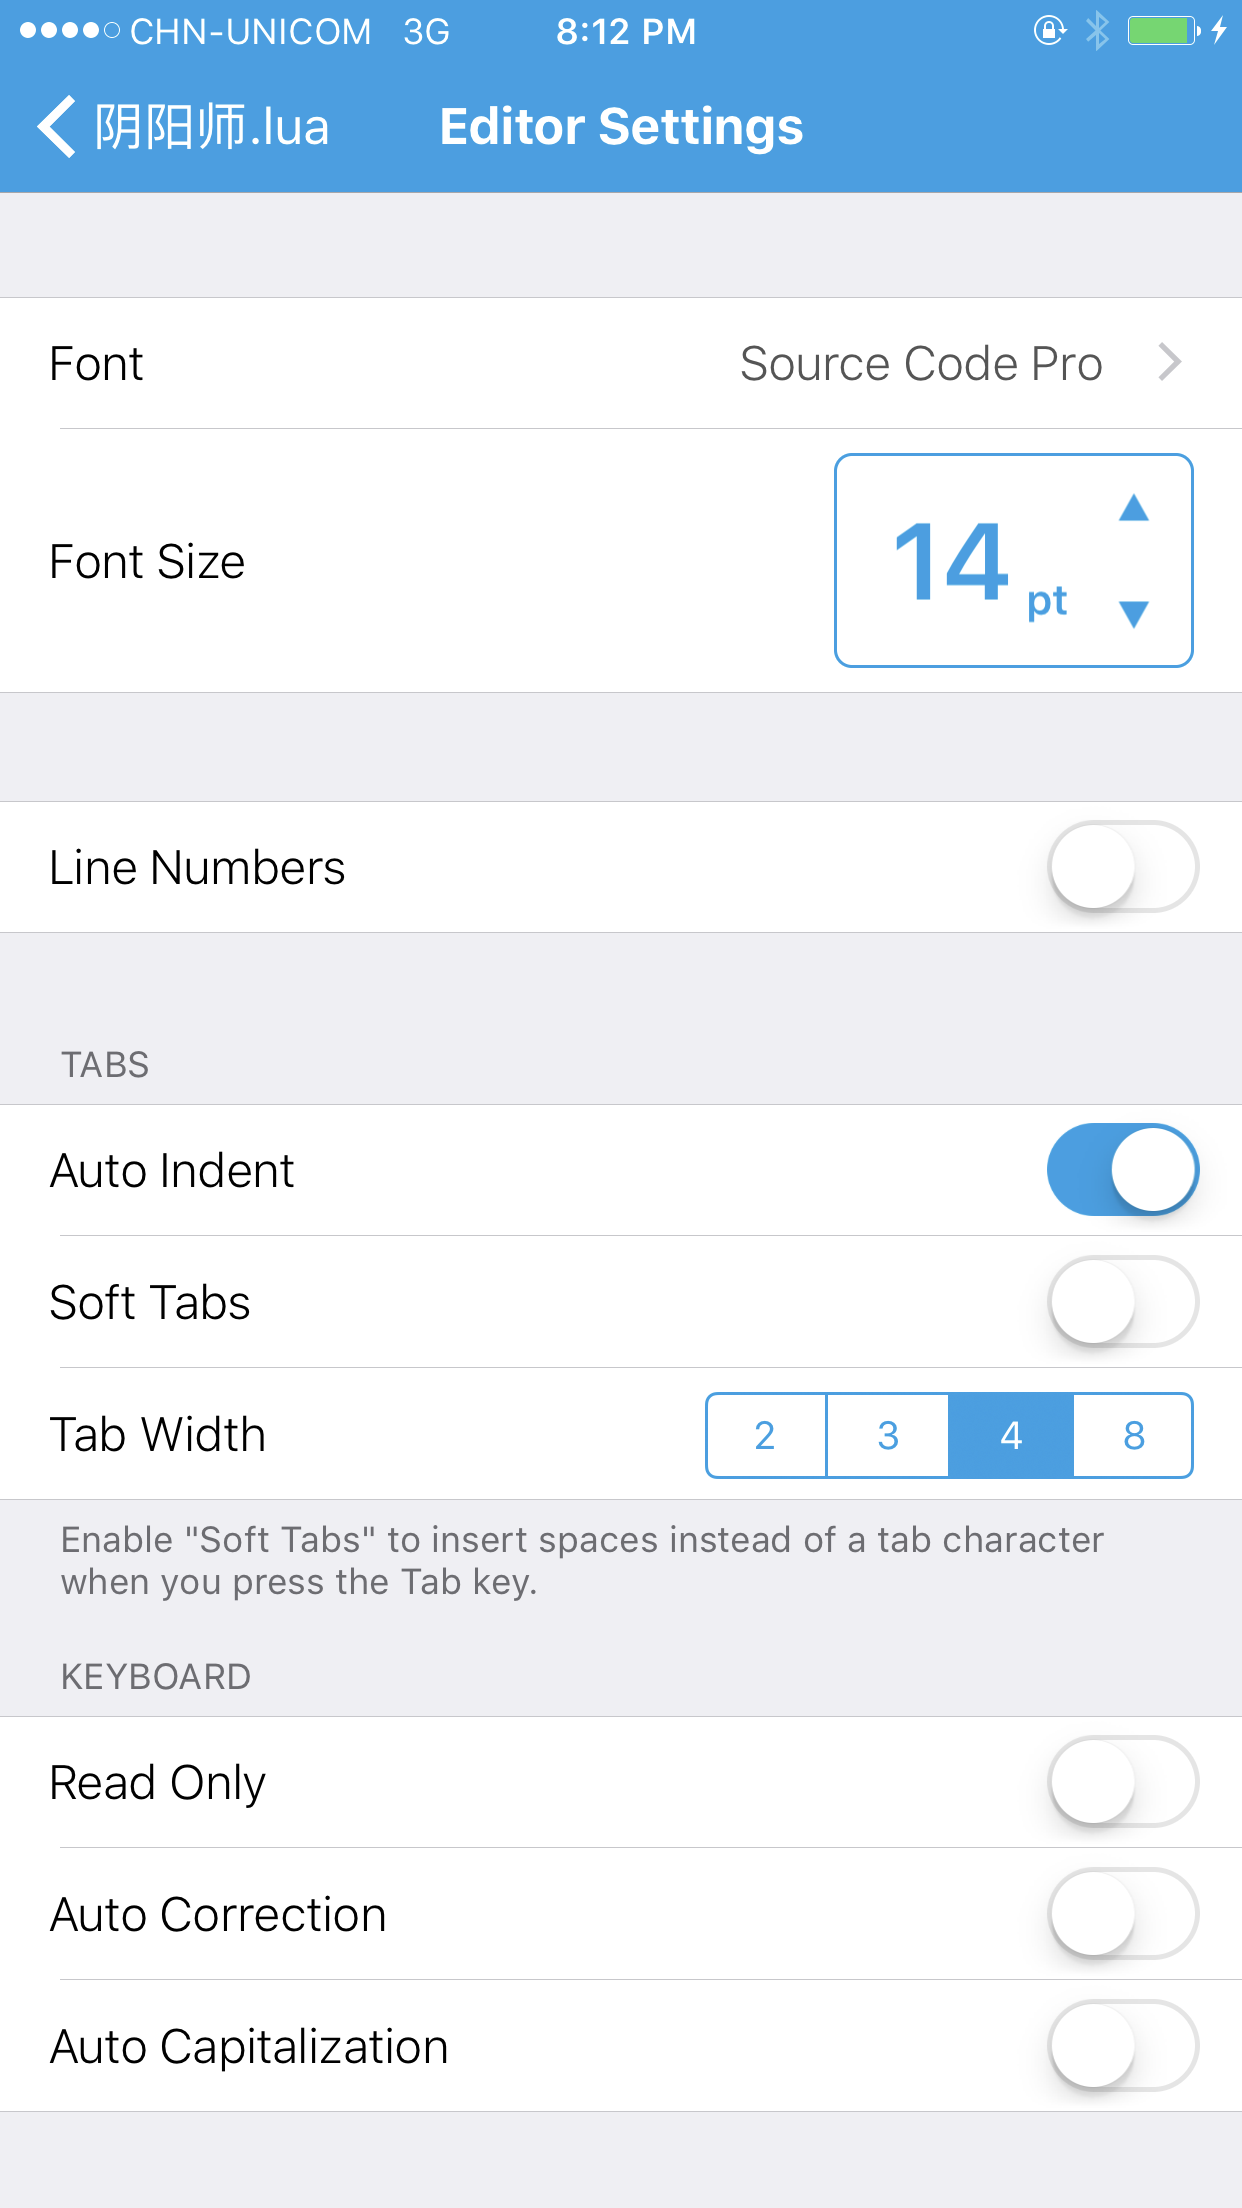 CHN-UNICOM 3G 8:12 PM
阴阳师.lua Editor Settings
Font Source Code Pro
Font Size 14 pt
Line Numbers
TABS
Auto Indent
Soft Tabs
Tab Width 2 3 4 8
Enable "Soft Tabs" to insert spaces instead of a tab character
when you press the Tab key.
KEYBOARD
Read Only
Auto Correction
Auto Capitalization